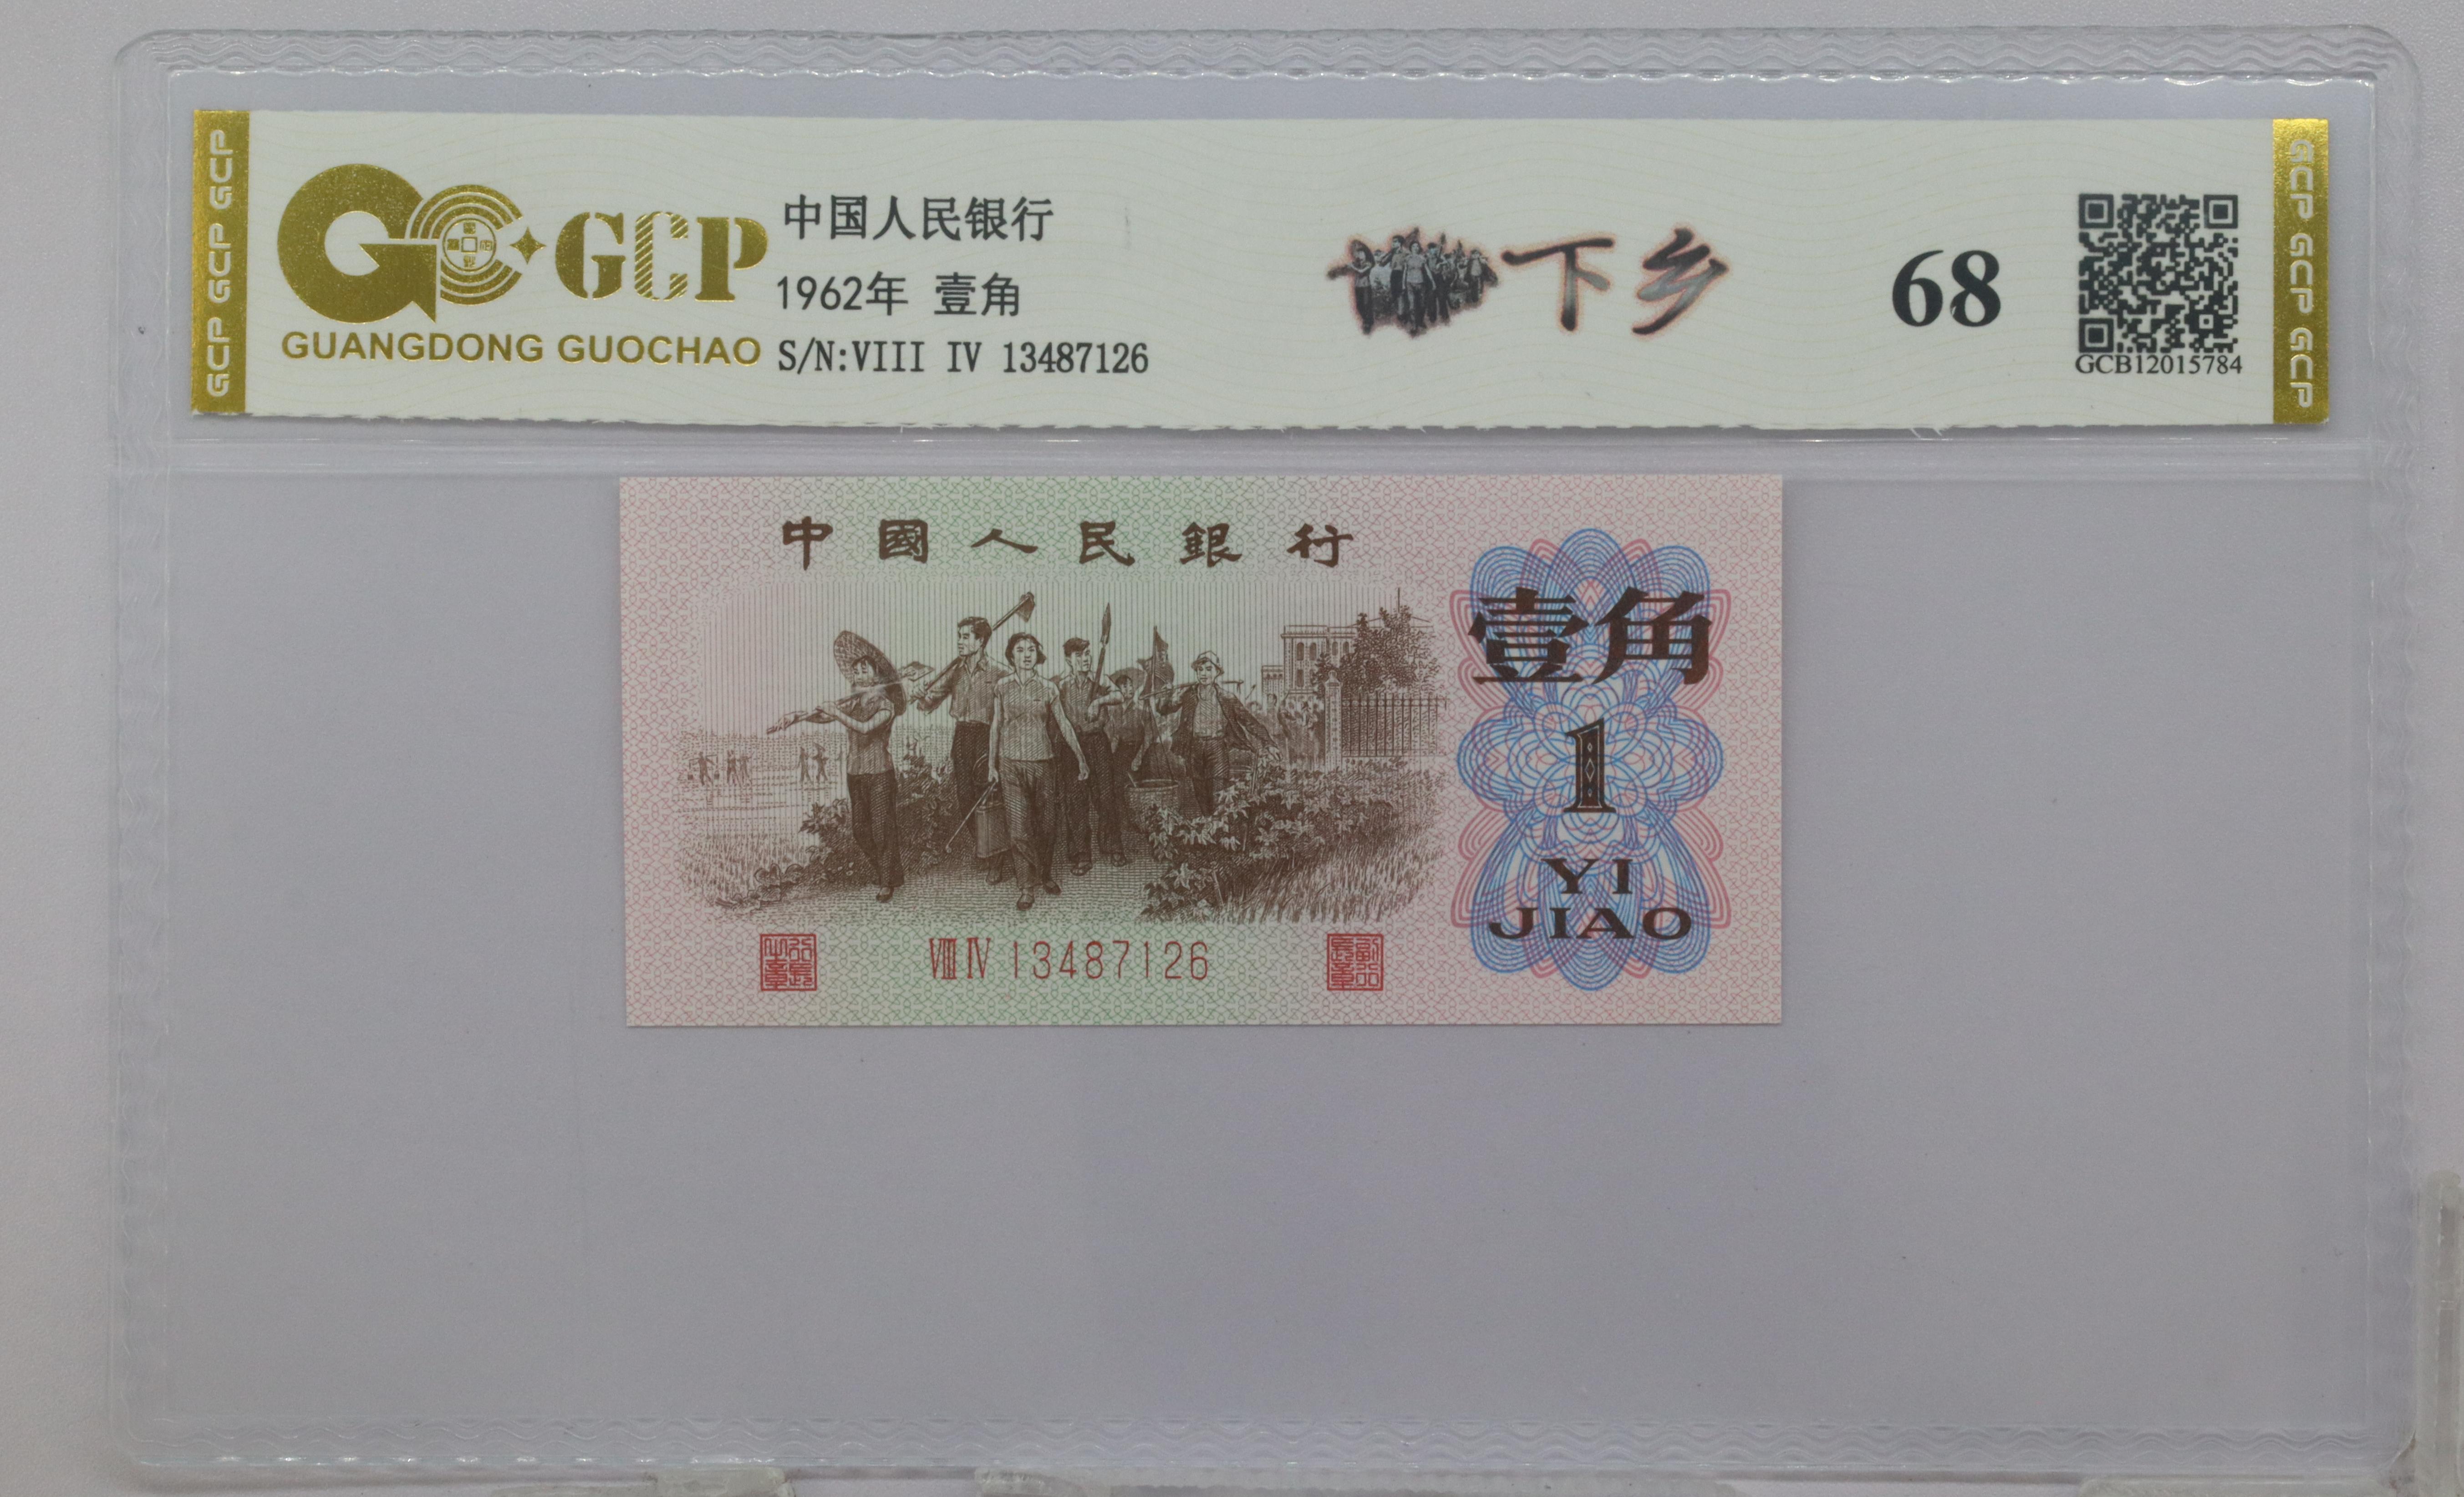 GCP GCP GCP
GCP
GUANGDONG GUOCHAO
中国人民银行
1962年 壹角
S/N:VIII IV 13487126
下乡
68
GCB12015784
GCP GCP GCP
中國人民銀行
壹角
1
YI
JIAO
VIII IV 13487126